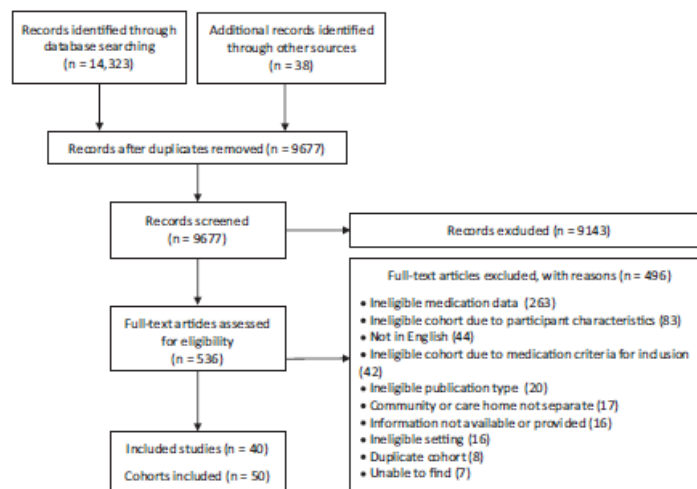 Records identified through
database searching
(n = 14,323)
Additional records identified
through other sources
(n = 38)
Records after duplicates removed (n = 9677)
Records screened
(n = 9677)
Records excluded (n = 9143)
Full-text articles assessed
for eligibility
(n = 536)
Full-text articles excluded, with reasons (n = 496)
• Ineligible medication data (263)
• Ineligible cohort due to participant characteristics (83)
• Not in English (44)
• Ineligible cohort due to medication criteria for inclusion
(42)
• Ineligible publication type (20)
• Community or care home not separate (17)
• Information not available or provided (16)
• Ineligible setting (16)
• Duplicate cohort (8)
• Unable to find (7)
Included studies (n = 40)
Cohorts included (n = 50)